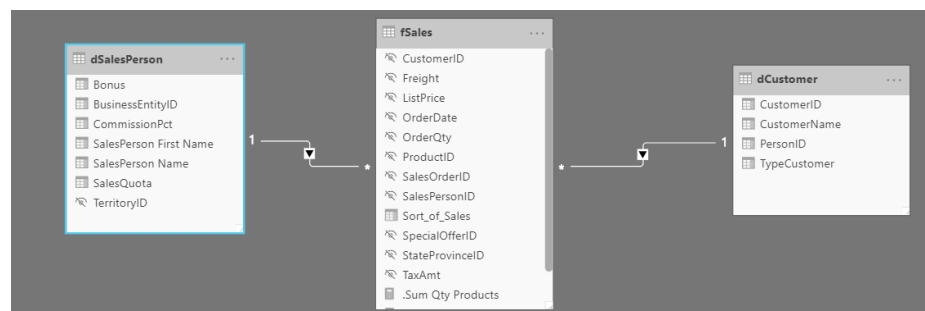 dSalesPerson
Bonus
BusinessEntityID
CommissionPct
SalesPerson First Name
SalesPerson Name
SalesQuota
TerritoryID
1
*
fSales
CustomerID
Freight
ListPrice
OrderDate
OrderQty
ProductID
SalesOrderID
SalesPersonID
Sort_of_Sales
SpecialOfferID
StateProvinceID
TaxAmt
.Sum Qty Products
*
1
dCustomer
CustomerID
CustomerName
PersonID
TypeCustomer